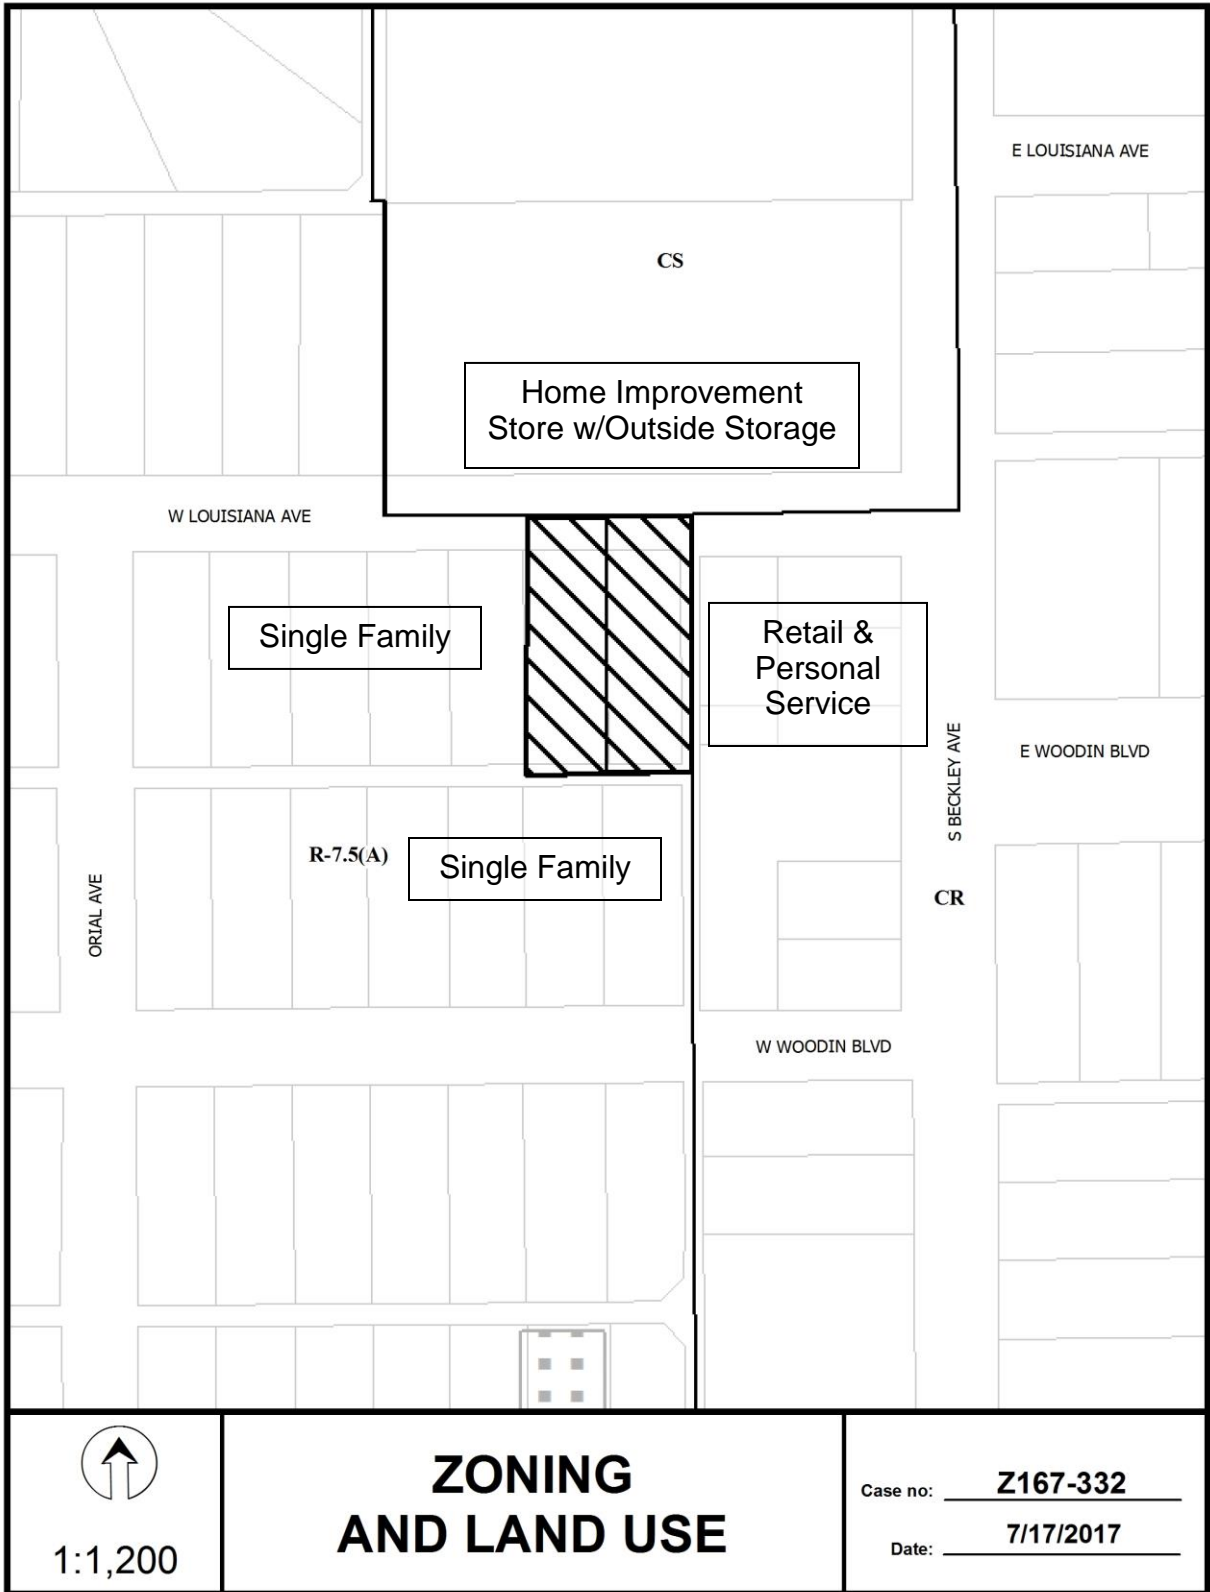 E LOUISIANA AVE
CS
Home Improvement
Store w/Outside Storage
W LOUISIANA AVE
Single Family
Retail &
Personal
Service
S BECKLEY AVE
E WOODIN BLVD
R-7.5(A)
Single Family
ORIAL AVE
CR
W WOODIN BLVD
1:1,200
ZONING
AND LAND USE
Case no: Z167-332
Date: 7/17/2017